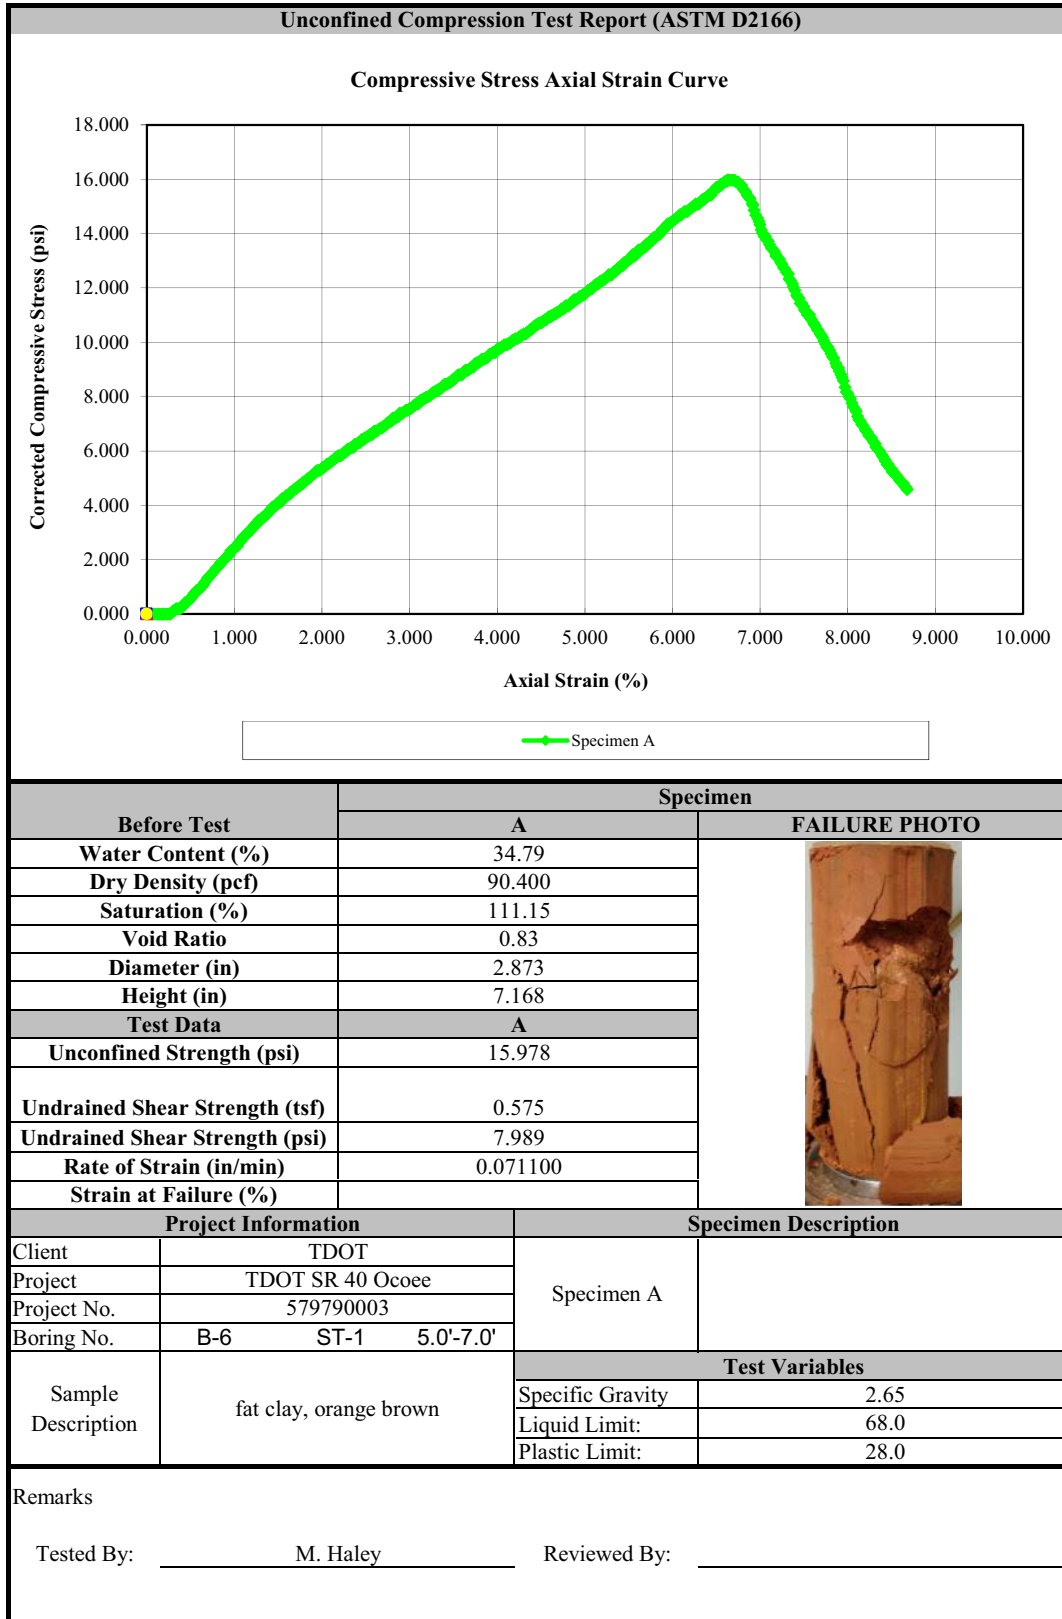 Unconfined Compression Test Report (ASTM D2166)
Compressive Stress Axial Strain Curve
18.000
16.000
14.000
12.000
10.000
8.000
6.000
4.000
2.000
0.000
Corrected Compressive Stress (psi)
0.000 1.000 2.000 3.000 4.000 5.000 6.000 7.000 8.000 9.000 10.000
Axial Strain (%)
Specimen A
Specimen
Before Test A FAILURE PHOTO
Water Content (%) 34.79
Dry Density (pcf) 90.400
Saturation (%) 111.15
Void Ratio 0.83
Diameter (in) 2.873
Height (in) 7.168
Test Data A
Unconfined Strength (psi) 15.978
Undrained Shear Strength (tsf) 0.575
Undrained Shear Strength (psi) 7.989
Rate of Strain (in/min) 0.071100
Strain at Failure (%)
Project Information Specimen Description
Client TDOT
Project TDOT SR 40 Ocoee
Project No. 579790003
Boring No. B-6 ST-1 5.0'-7.0'
Specimen A
Sample
Description
fat clay, orange brown
Test Variables
Specific Gravity 2.65
Liquid Limit: 68.0
Plastic Limit: 28.0
Remarks
Tested By: M. Haley Reviewed By: